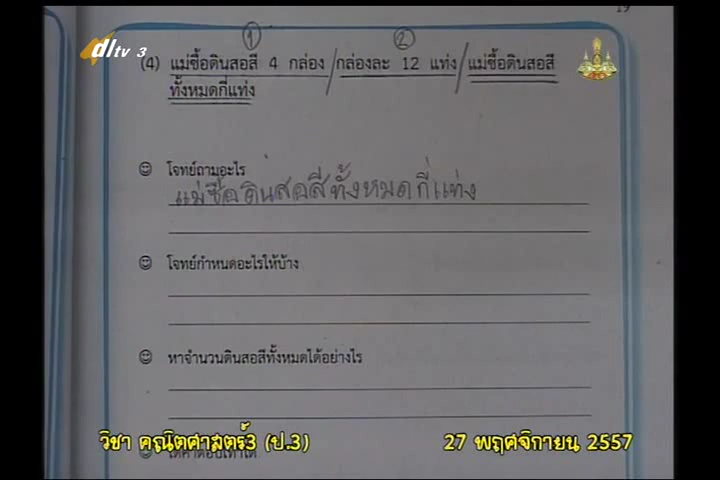 19
dltv 3
① ②
(4) แม่ซื้อดินสอสี 4 กล่อง / กล่องละ 12 แท่ง / แม่ซื้อดินสอสี
ทั้งหมดกี่แท่ง
☺ โจทย์ถามอะไร
แม่ซื้อดินสอสีทั้งหมดกี่แท่ง
☺ โจทย์กำหนดอะไรให้บ้าง
☺ หาจำนวนดินสอสีทั้งหมดได้อย่างไร
วิชา คณิตศาสตร์3 (ป.3) 27 พฤศจิกายน 2557